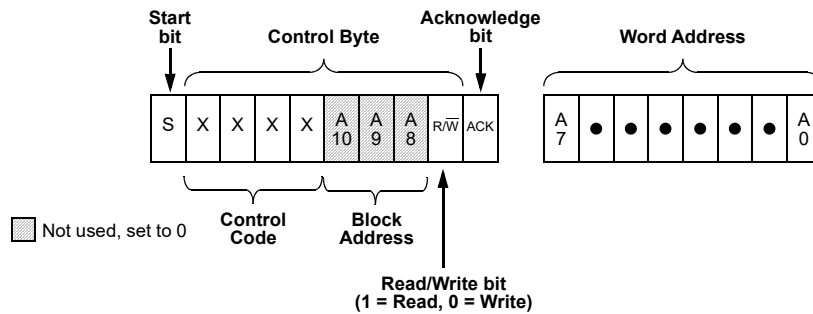 Start
bit
Control Byte
Acknowledge
bit
Word Address
S X X X X A
10 A
9 A
8 R/W̅ ACK A
7 ● ● ● ● ● ● A
0
Control
Code
Block
Address
Not used, set to 0
Read/Write bit
(1 = Read, 0 = Write)